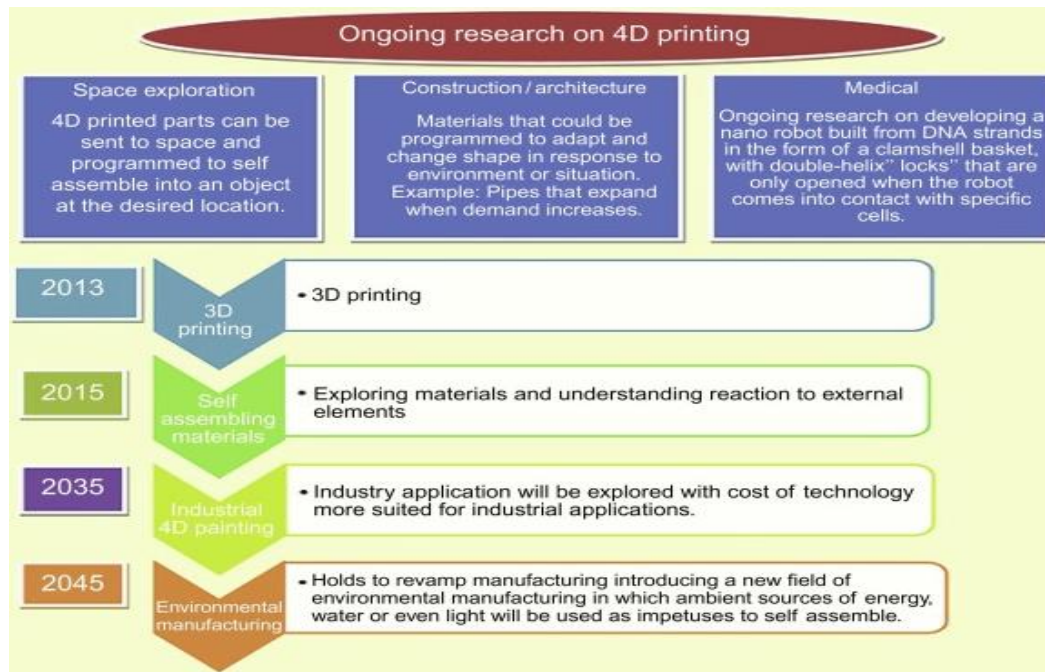 Ongoing research on 4D printing
Space exploration
4D printed parts can be
sent to space and
programmed to self
assemble into an object
at the desired location.
Construction/architecture
Materials that could be
programmed to adapt and
change shape in response to
environment or situation.
Example: Pipes that expand
when demand increases.
Medical
Ongoing research on developing a
nano robot built from DNA strands
in the form of a clamshell basket,
with double-helix" locks" that are
only opened when the robot
comes into contact with specific
cells.
2013
3D
printing
• 3D printing
2015
Self
assembling
materials
• Exploring materials and understanding reaction to external
elements
2035
Industrial
4D painting
• Industry application will be explored with cost of technology
more suited for industrial applications.
2045
Environmental
manufacturing
• Holds to revamp manufacturing introducing a new field of
environmental manufacturing in which ambient sources of energy,
water or even light will be used as impetuses to self assemble.